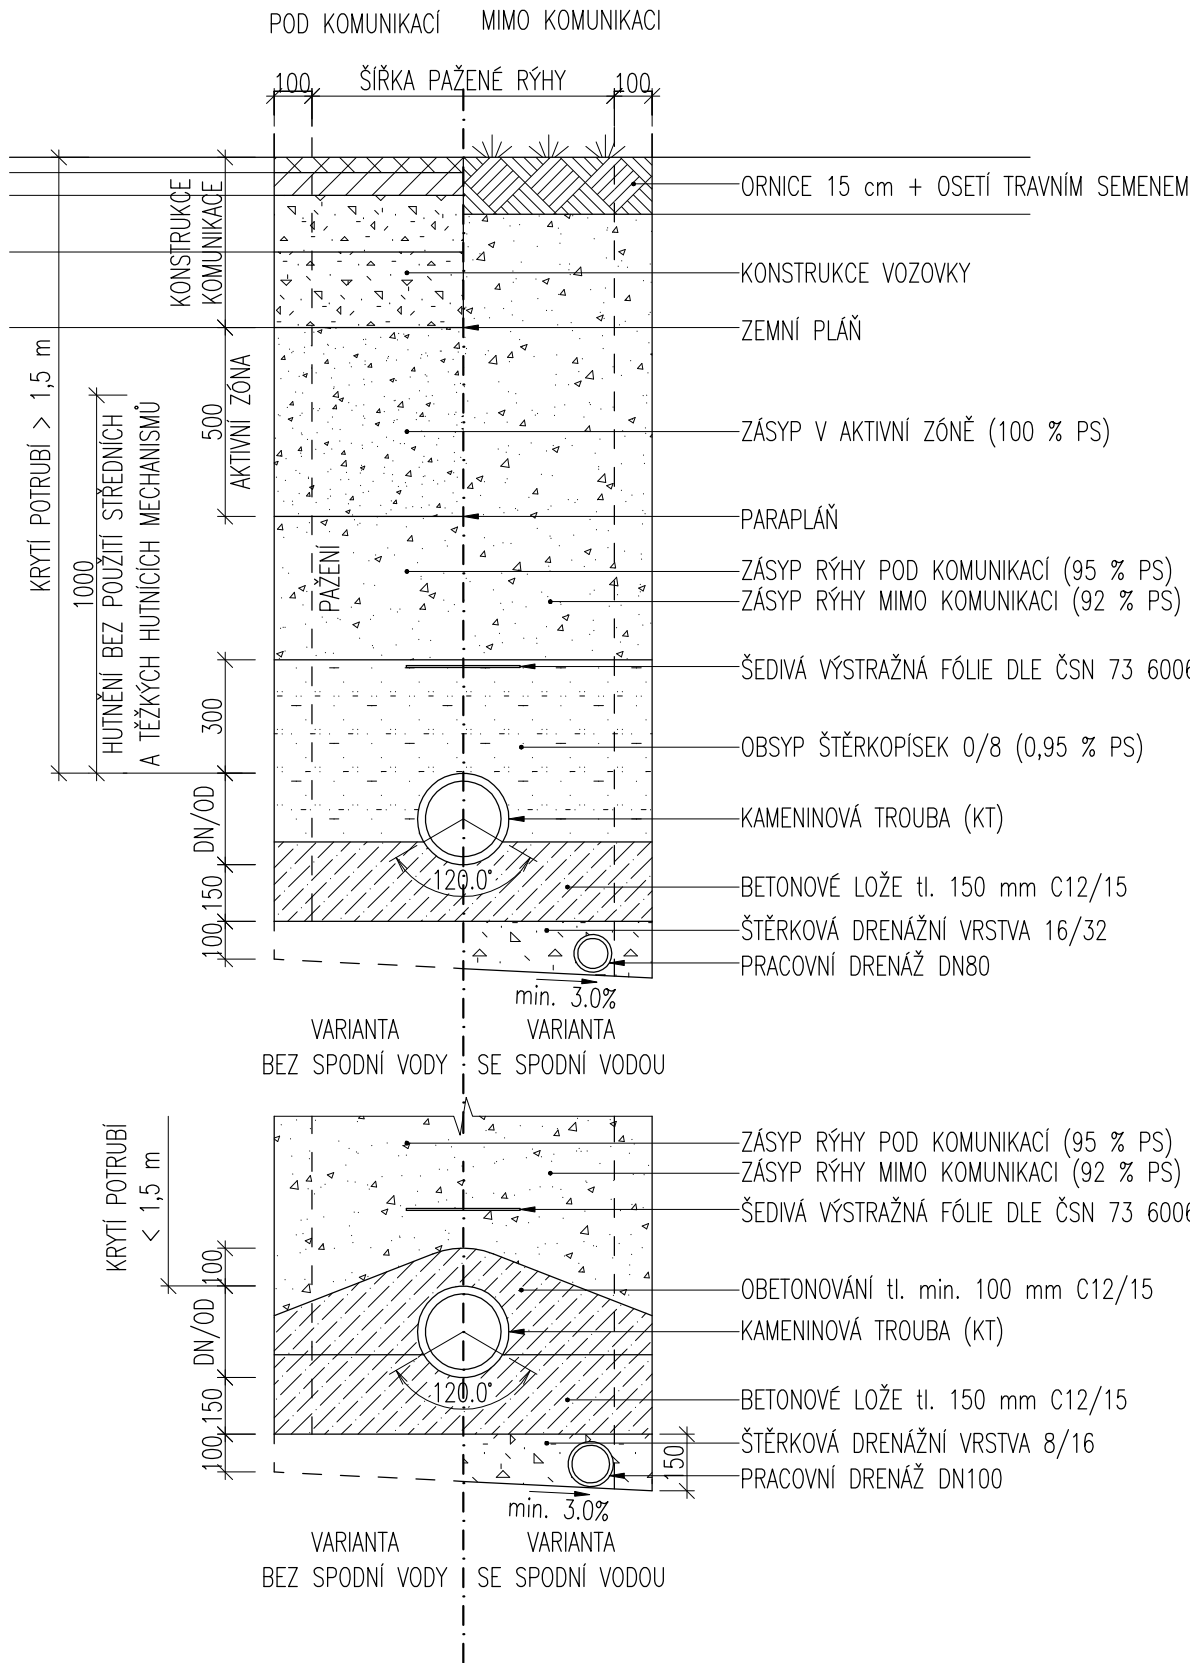 POD KOMUNIKACÍ
MIMO KOMUNIKACI
100
ŠÍŘKA PAŽENÉ RÝHY
100
KONSTRUKCE
KOMUNIKACE
ORNICE 15 cm + OSETÍ TRAVNÍM SEMENEM
KONSTRUKCE VOZOVKY
ZEMNÍ PLÁŇ
KRYTÍ POTRUBÍ > 1,5 m
1000
HUTNĚNÍ BEZ POUŽITÍ STŘEDNÍCH
A TĚŽKÝCH HUTNÍCÍCH MECHANISMŮ
500
AKTIVNÍ ZÓNA
ZÁSYP V AKTIVNÍ ZÓNĚ (100 % PS)
PARAPLÁŇ
PAŽENÍ
ZÁSYP RÝHY POD KOMUNIKACÍ (95 % PS)
ZÁSYP RÝHY MIMO KOMUNIKACI (92 % PS)
ŠEDIVÁ VÝSTRAŽNÁ FÓLIE DLE ČSN 73 6006
300
OBSYP ŠTĚRKOPÍSEK 0/8 (0,95 % PS)
DN/OD
KAMENINOVÁ TROUBA (KT)
120.0°
150
BETONOVÉ LOŽE tl. 150 mm C12/15
100
ŠTĚRKOVÁ DRENÁŽNÍ VRSTVA 16/32
PRACOVNÍ DRENÁŽ DN80
min. 3.0%
VARIANTA
BEZ SPODNÍ VODY
VARIANTA
SE SPODNÍ VODOU
KRYTÍ POTRUBÍ
< 1,5 m
ZÁSYP RÝHY POD KOMUNIKACÍ (95 % PS)
ZÁSYP RÝHY MIMO KOMUNIKACI (92 % PS)
ŠEDIVÁ VÝSTRAŽNÁ FÓLIE DLE ČSN 73 6006
100
OBETONOVÁNÍ tl. min. 100 mm C12/15
DN/OD
KAMENINOVÁ TROUBA (KT)
120.0°
150
BETONOVÉ LOŽE tl. 150 mm C12/15
100
ŠTĚRKOVÁ DRENÁŽNÍ VRSTVA 8/16
150
PRACOVNÍ DRENÁŽ DN100
min. 3.0%
VARIANTA
BEZ SPODNÍ VODY
VARIANTA
SE SPODNÍ VODOU